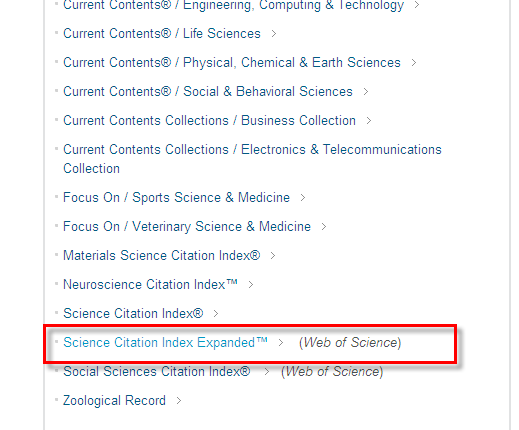 Current Contents® / Engineering, Computing & Technology >
Current Contents® / Life Sciences >
Current Contents® / Physical, Chemical & Earth Sciences >
Current Contents® / Social & Behavioral Sciences >
Current Contents Collections / Business Collection >
Current Contents Collections / Electronics & Telecommunications
Collection
Focus On / Sports Science & Medicine >
Focus On / Veterinary Science & Medicine >
Materials Science Citation Index® >
Neuroscience Citation Index™ >
Science Citation Index® >
Science Citation Index Expanded™ > (Web of Science)
Social Sciences Citation Index® > (Web of Science)
Zoological Record >